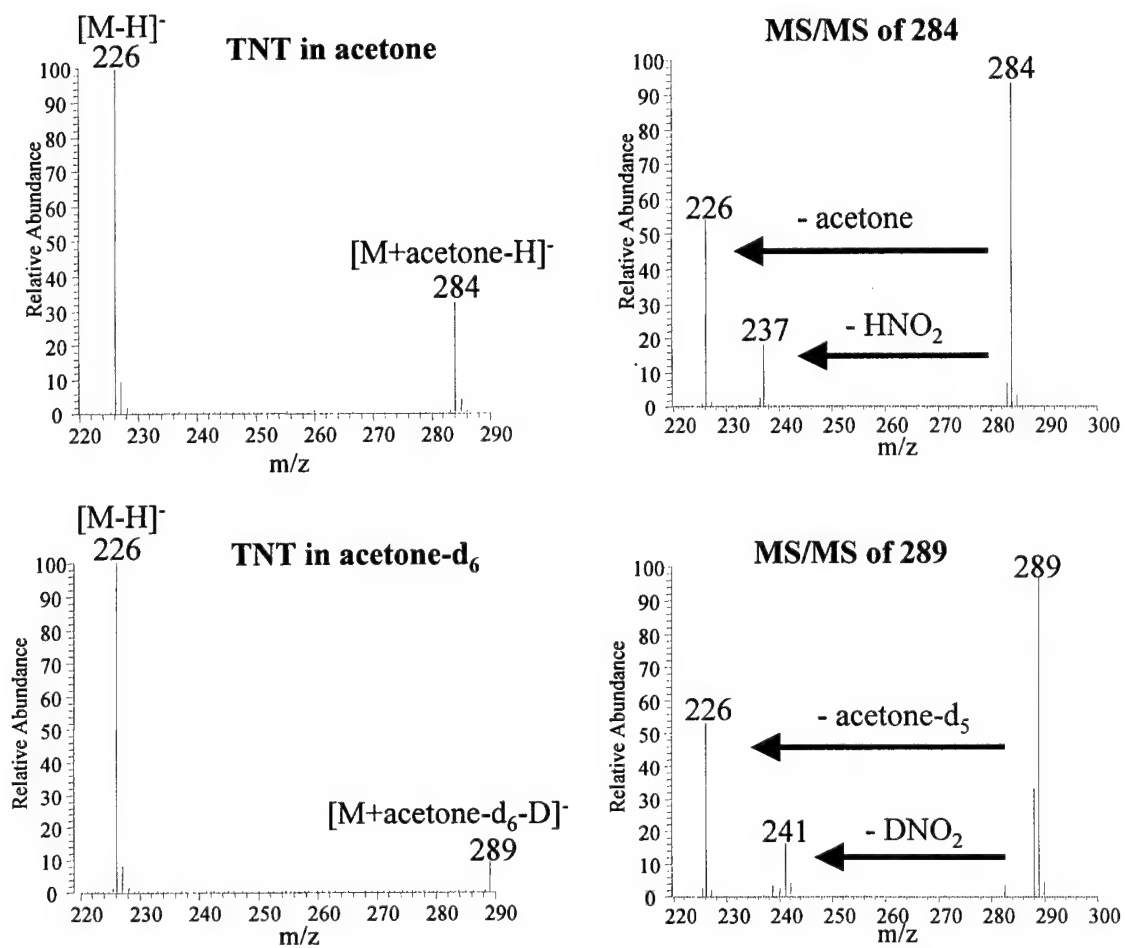 [M-H]-
226
TNT in acetone
100
90
80
70
60
50
40
30
20
10
0
Relative Abundance
[M+acetone-H]-
284
220 230 240 250 260 270 280 290
m/z
MS/MS of 284
100
90
80
70
60
50
40
30
20
10
0
Relative Abundance
284
226
- acetone
237
- HNO2
220 230 240 250 260 270 280 290 300
m/z
[M-H]-
226
TNT in acetone-d6
100
90
80
70
60
50
40
30
20
10
0
Relative Abundance
[M+acetone-d6-D]-
289
220 230 240 250 260 270 280 290
m/z
MS/MS of 289
100
90
80
70
60
50
40
30
20
10
0
Relative Abundance
289
226
- acetone-d5
241
- DNO2
220 230 240 250 260 270 280 290 300
m/z